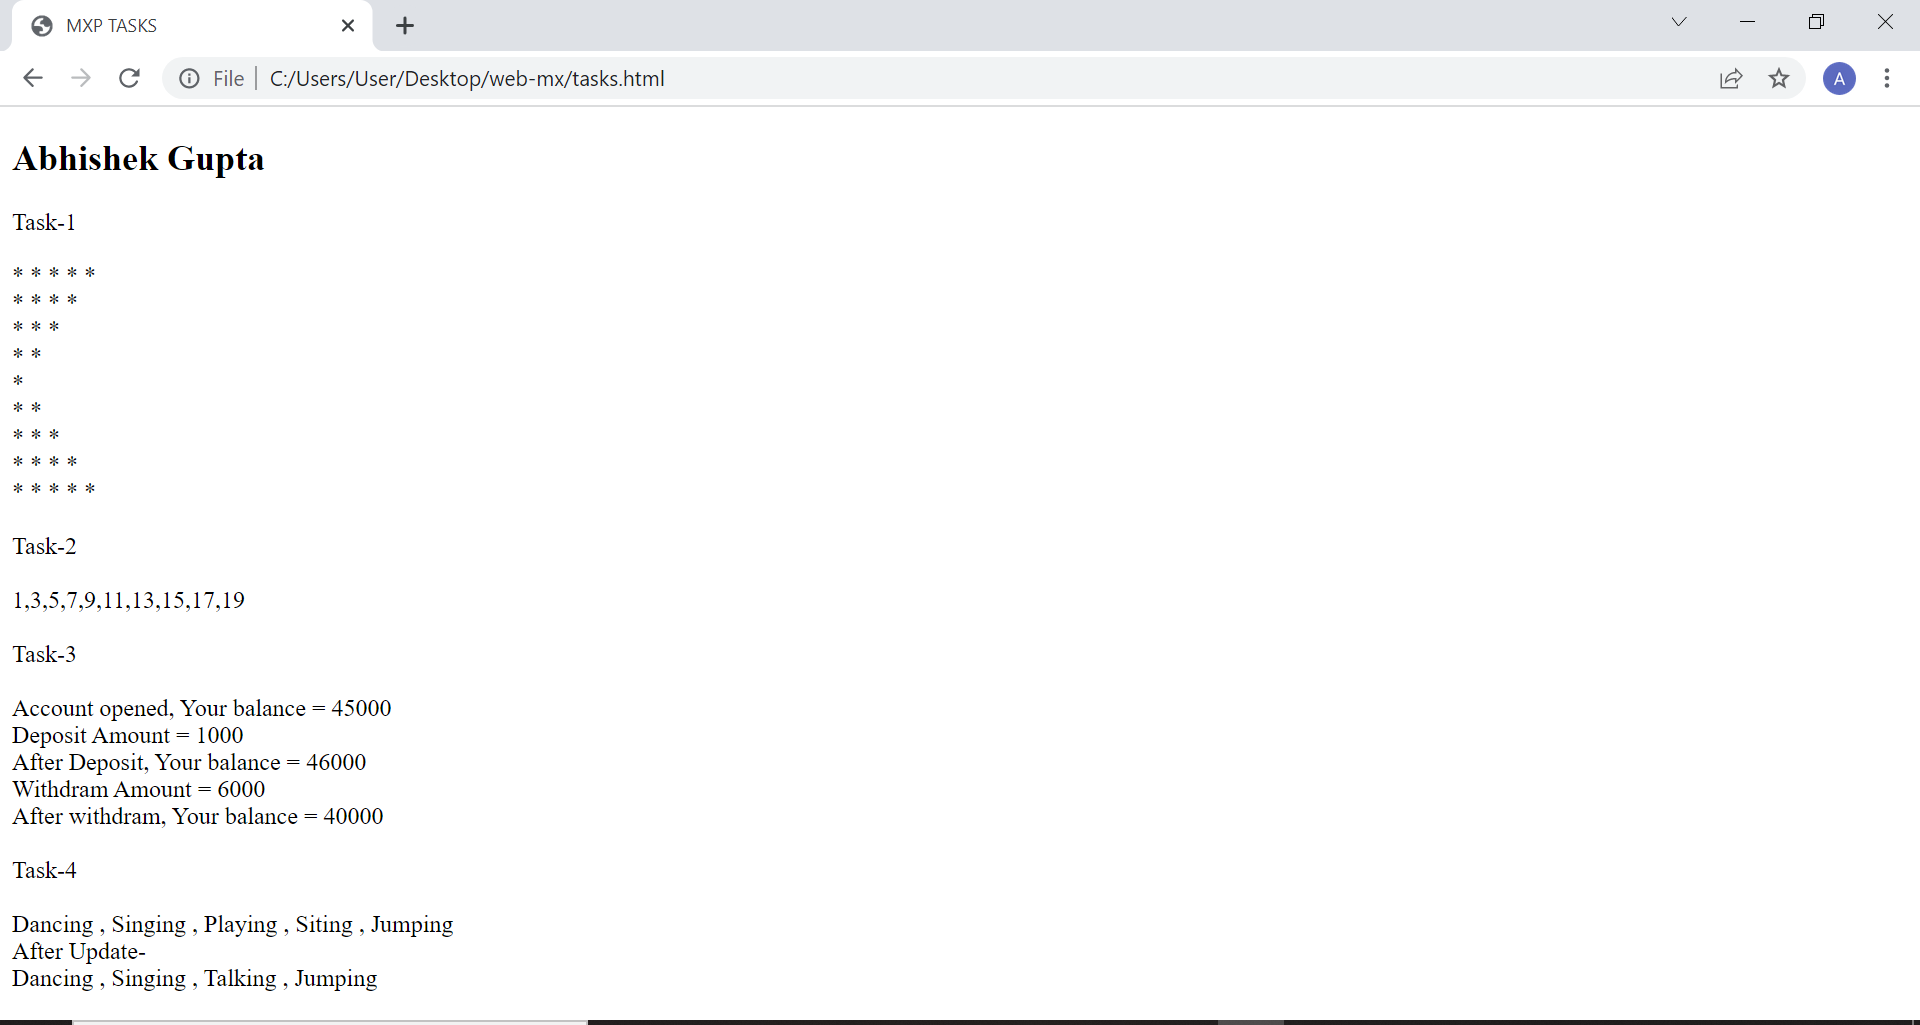 MXP TASKS
File C:/Users/User/Desktop/web-mx/tasks.html
A
Abhishek Gupta
Task-1
* * * * *
* * * *
* * *
* *
*
* *
* * *
* * * *
* * * * *
Task-2
1,3,5,7,9,11,13,15,17,19
Task-3
Account opened, Your balance = 45000
Deposit Amount = 1000
After Deposit, Your balance = 46000
Withdram Amount = 6000
After withdram, Your balance = 40000
Task-4
Dancing , Singing , Playing , Siting , Jumping
After Update-
Dancing , Singing , Talking , Jumping